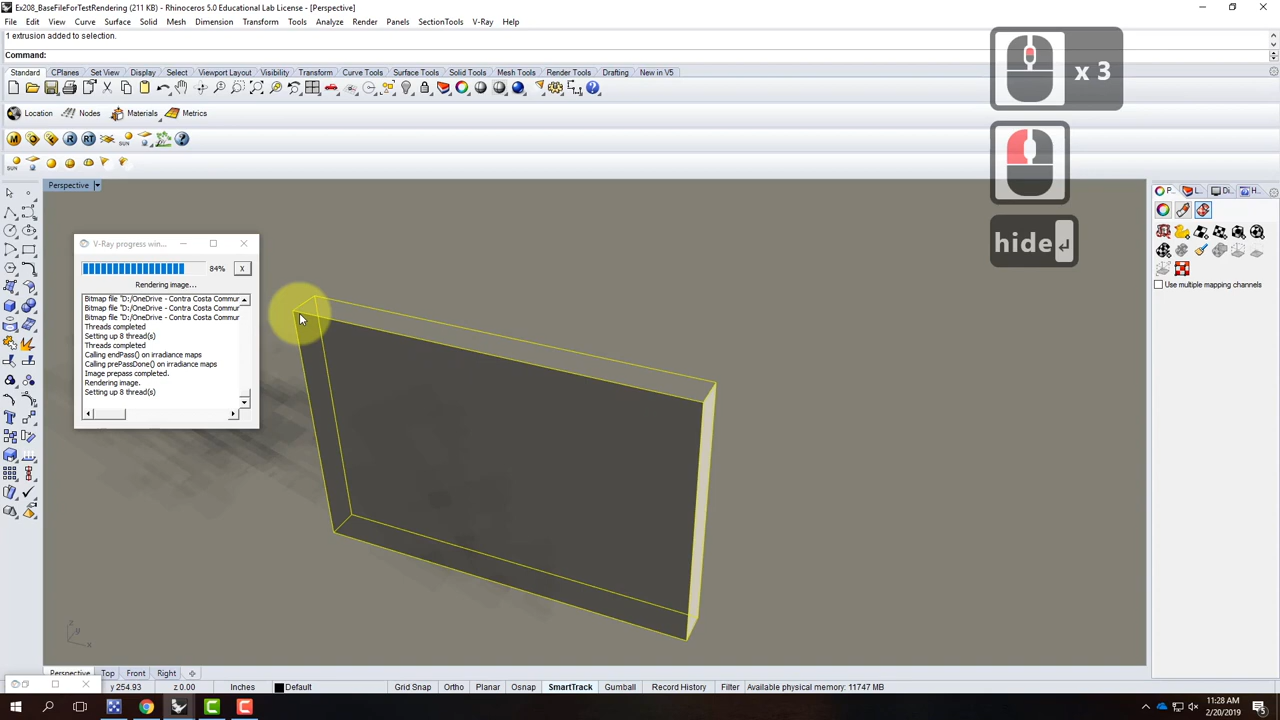 Ex208_BaseFileForTestRendering (211 KB) - Rhinoceros 5.0 Educational Lab License - [Perspective]
File Edit View Curve Surface Solid Mesh Dimension Transform Tools Analyze Render Panels SectionTools V-Ray Help
1 extrusion added to selection.
Command:
Standard CPlanes Set View Display Select Viewport Layout Visibility Transform Curve Tools Surface Tools Solid Tools Mesh Tools Render Tools Drafting New in V5
Location Nodes Materials Metrics
x 3
hide
Perspective
P... L... Di... H...
V-Ray progress win...
84% X
Rendering image...
Bitmap file "D:/OneDrive - Contra Costa Commur
Bitmap file "D:/OneDrive - Contra Costa Commur
Bitmap file "D:/OneDrive - Contra Costa Commur
Threads completed
Setting up 8 thread(s)
Threads completed
Calling endPass() on irradiance maps
Calling prePassDone() on irradiance maps
Image prepass completed.
Rendering image.
Setting up 8 thread(s)
Use multiple mapping channels
z
y
x
Perspective Top Front Right
y 254.93 z 0.00 Inches Default Grid Snap Ortho Planar Osnap SmartTrack Gumball Record History Filter Available physical memory: 11747 MB
11:28 AM
2/20/2019
5